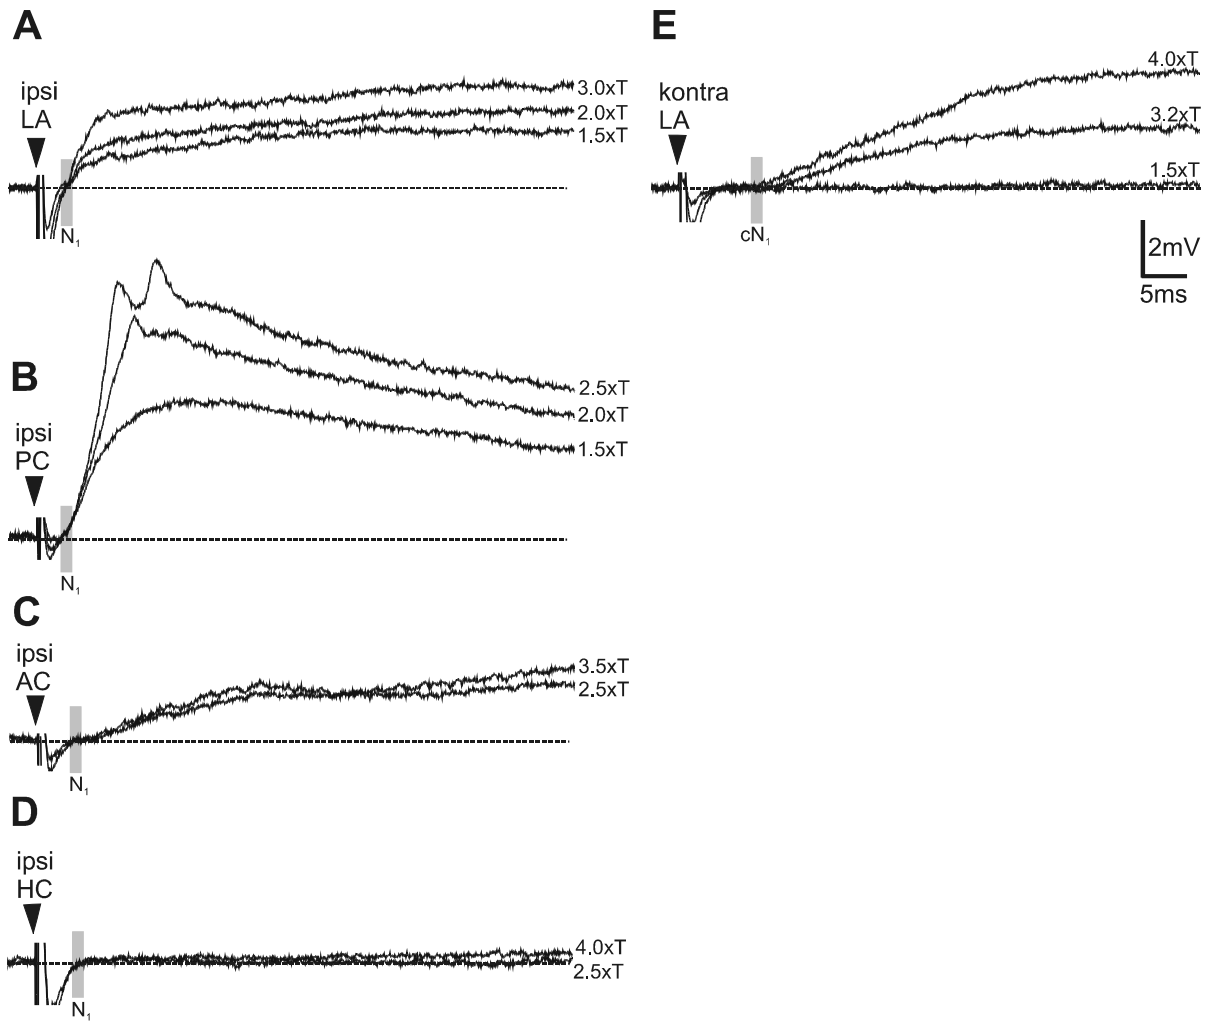 A
ipsi
LA
3.0xT
2.0xT
1.5xT
N1
B
ipsi
PC
2.5xT
2.0xT
1.5xT
N1
C
ipsi
AC
3.5xT
2.5xT
N1
D
ipsi
HC
4.0xT
2.5xT
N1
E
kontra
LA
4.0xT
3.2xT
1.5xT
cN1
2mV
5ms